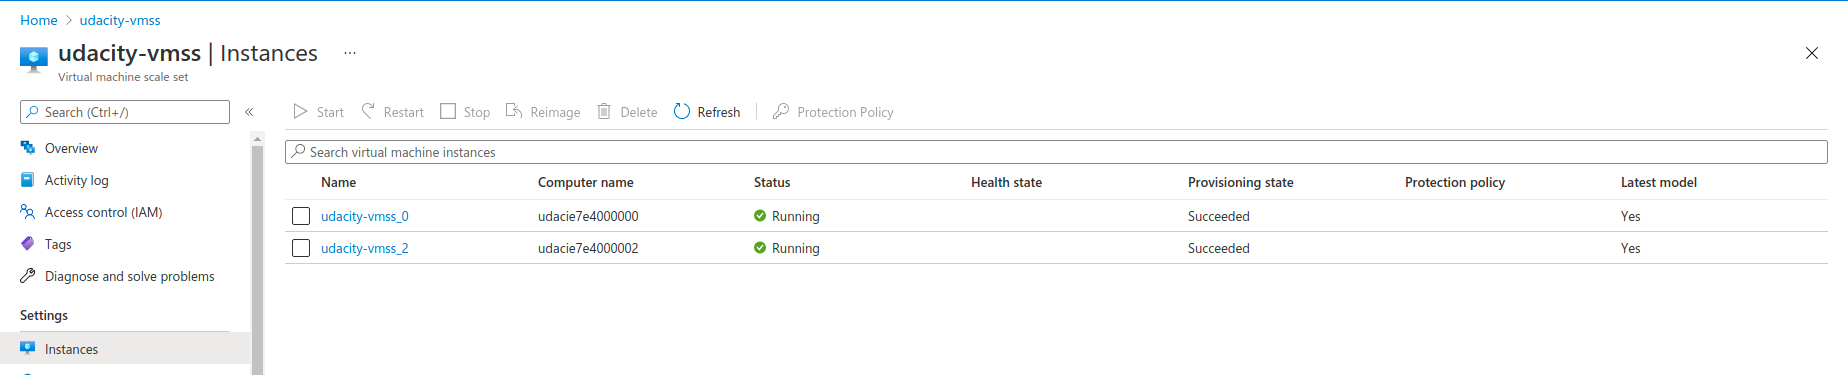 Home > udacity-vmss
udacity-vmss | Instances ...
Virtual machine scale set
Search (Ctrl+/) «
Start Restart Stop Reimage Delete Refresh Protection Policy
Search virtual machine instances
Overview
Activity log
Access control (IAM)
Tags
Diagnose and solve problems
Settings
Instances
Name Computer name Status Health state Provisioning state Protection policy Latest model
udacity-vmss_0 udacie7e4000000 Running Succeeded Yes
udacity-vmss_2 udacie7e4000002 Running Succeeded Yes